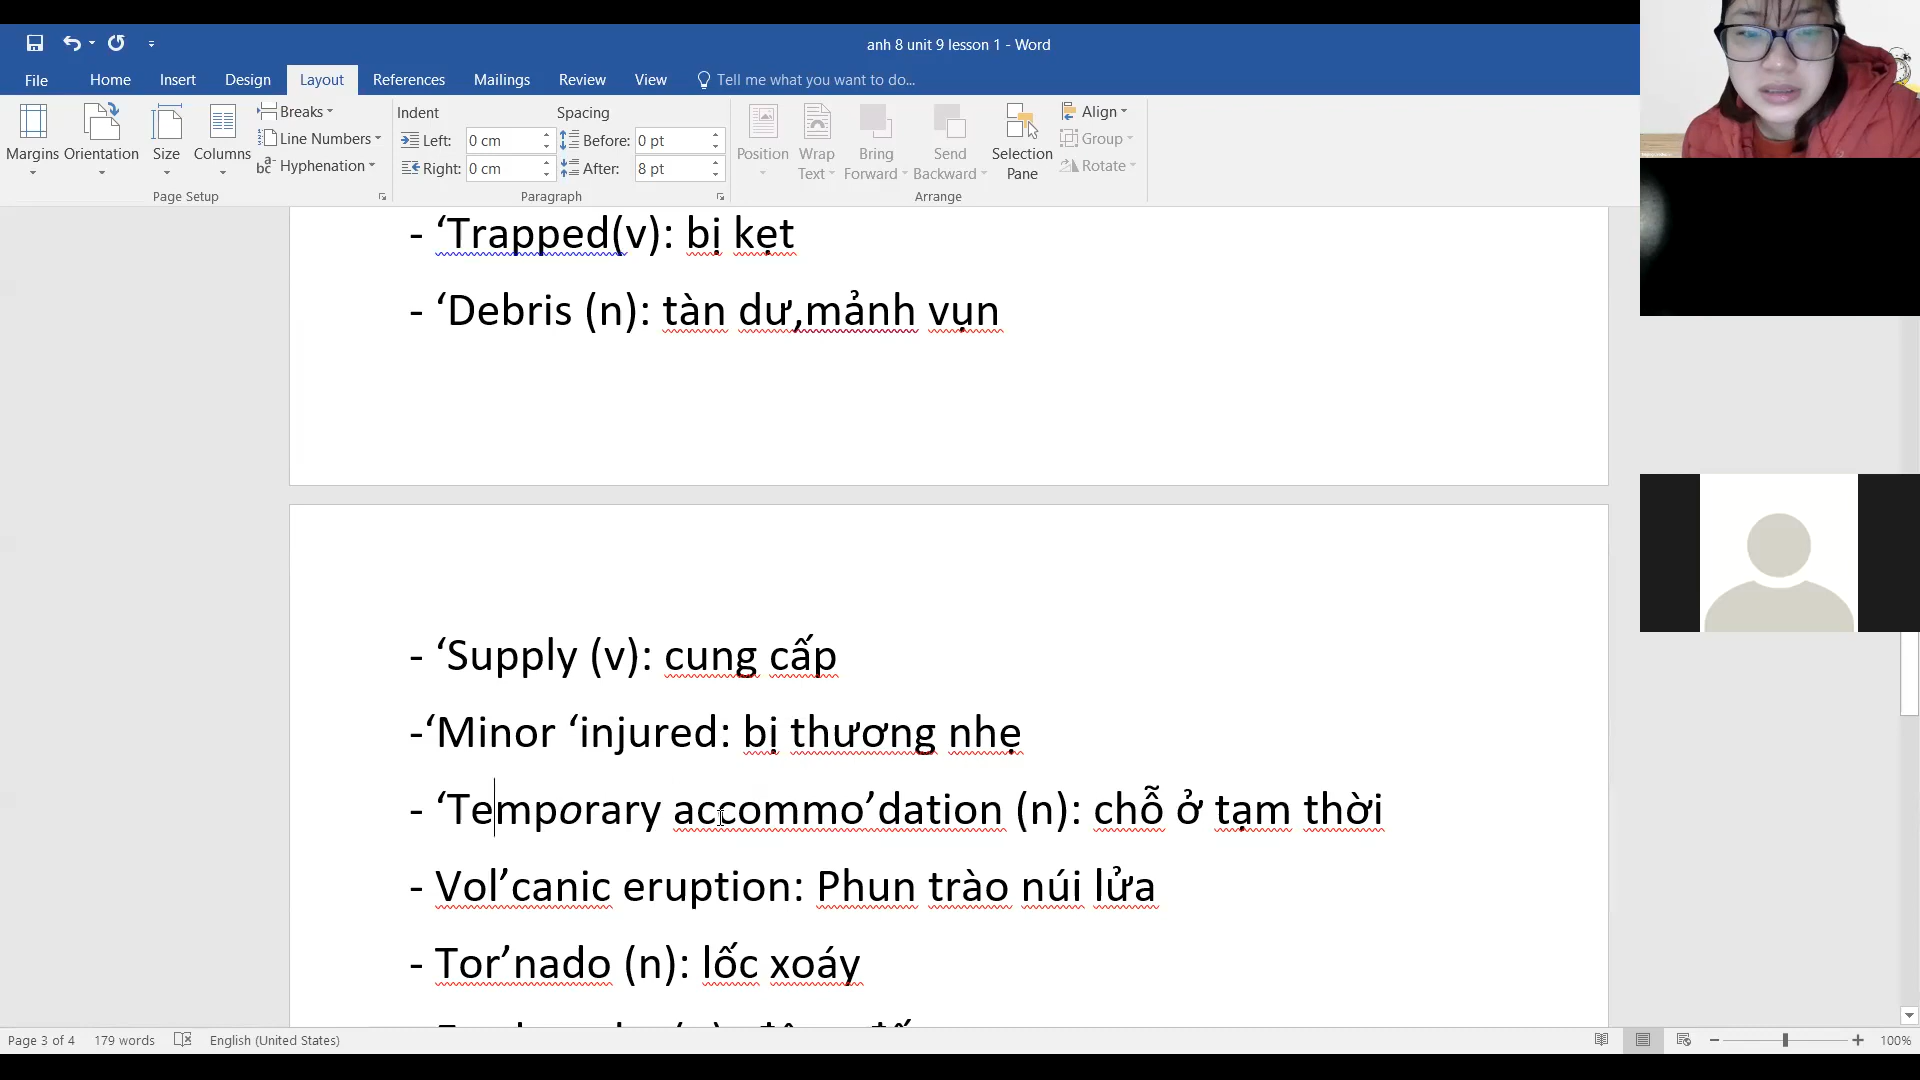 anh 8 unit 9 lesson 1 - Word
File Home Insert Design Layout References Mailings Review View Tell me what you want to do...
Margins Orientation Size Columns
Breaks
Line Numbers
Hyphenation
Page Setup
Indent Spacing
Left: 0 cm Before: 0 pt
Right: 0 cm After: 8 pt
Paragraph
Position Wrap Text Bring Forward Send Backward Selection Pane
Align
Group
Rotate
Arrange
- ‘Trapped(v): bị kẹt
- ‘Debris (n): tàn dư,mảnh vụn
- ‘Supply (v): cung cấp
-‘Minor ‘injured: bị thương nhẹ
- ‘Temporary accommo’dation (n): chỗ ở tạm thời
- Vol’canic eruption: Phun trào núi lửa
- Tor’nado (n): lốc xoáy
Page 3 of 4 179 words English (United States) 100%